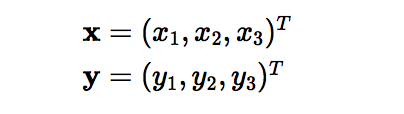 𝐱 = (x₁, x₂, x₃)ᵀ
𝐲 = (y₁, y₂, y₃)ᵀ